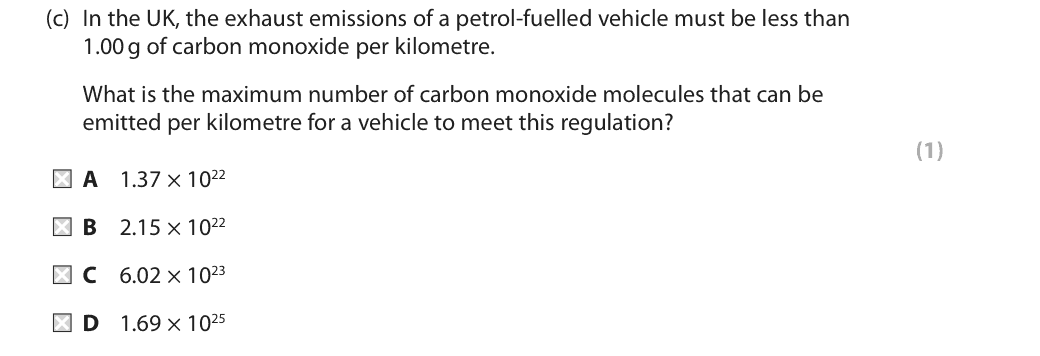 (c) In the UK, the exhaust emissions of a petrol-fuelled vehicle must be less than
1.00 g of carbon monoxide per kilometre.
What is the maximum number of carbon monoxide molecules that can be
emitted per kilometre for a vehicle to meet this regulation?
(1)
A 1.37 × 10²²
B 2.15 × 10²²
C 6.02 × 10²³
D 1.69 × 10²⁵